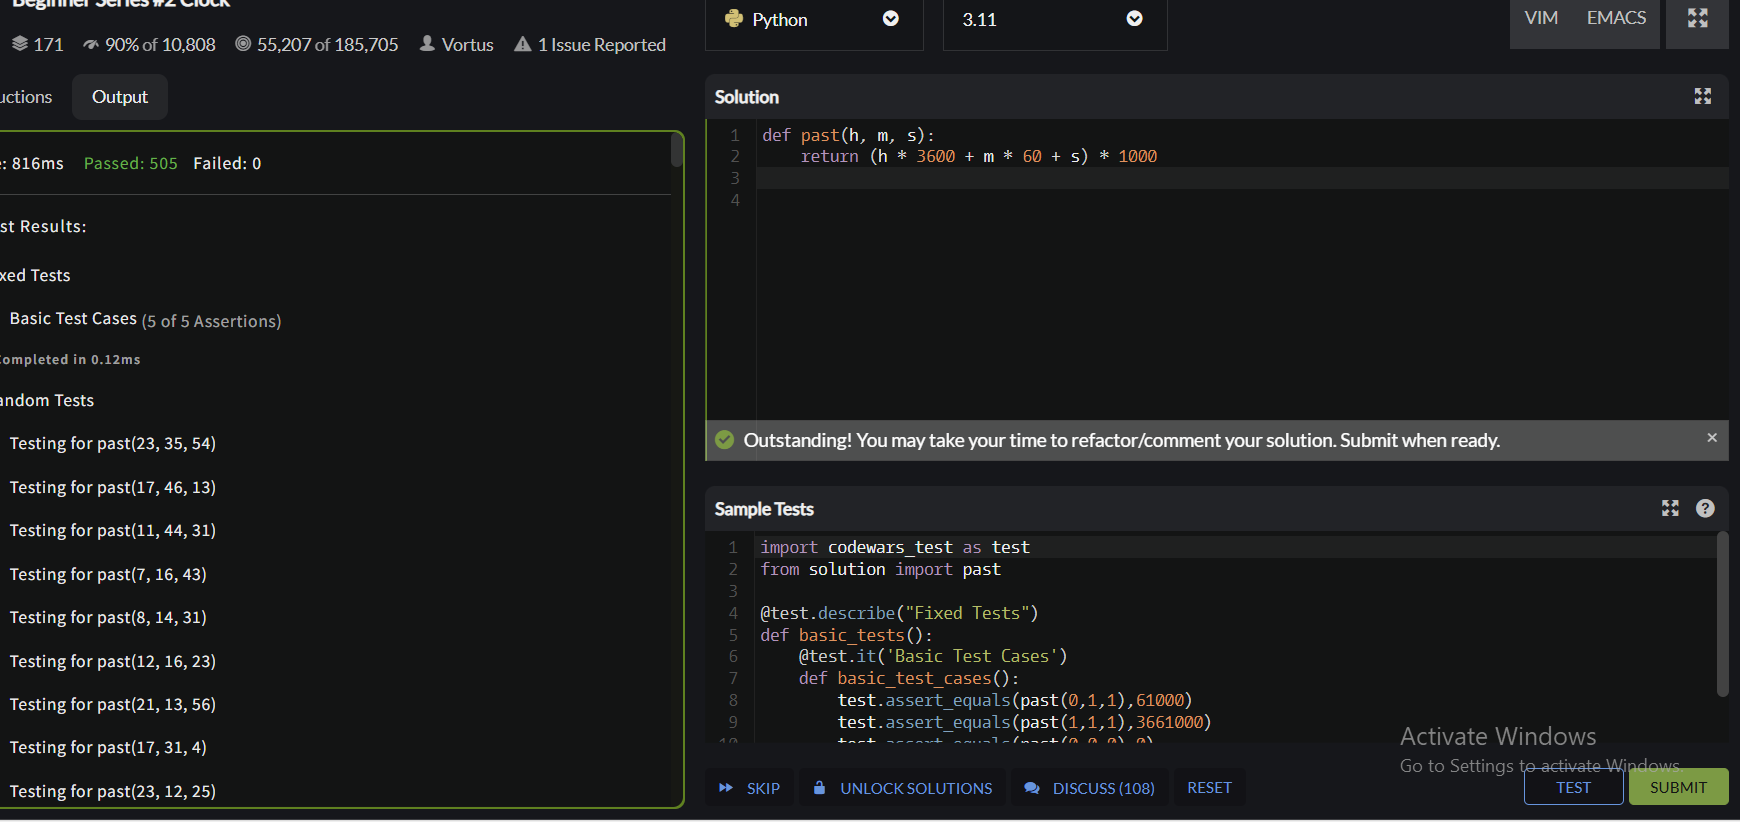 Beginner Series #2 Clock
171 90% of 10,808 55,207 of 185,705 Vortus 1 Issue Reported
uctions Output
: 816ms Passed: 505 Failed: 0
st Results:
xed Tests
Basic Test Cases (5 of 5 Assertions)
ompleted in 0.12ms
andom Tests
Testing for past(23, 35, 54)
Testing for past(17, 46, 13)
Testing for past(11, 44, 31)
Testing for past(7, 16, 43)
Testing for past(8, 14, 31)
Testing for past(12, 16, 23)
Testing for past(21, 13, 56)
Testing for past(17, 31, 4)
Testing for past(23, 12, 25)
Python 3.11 VIM EMACS
Solution
1 def past(h, m, s):
2 return (h * 3600 + m * 60 + s) * 1000
3
4
Outstanding! You may take your time to refactor/comment your solution. Submit when ready. ×
Sample Tests ?
1 import codewars_test as test
2 from solution import past
3
4 @test.describe("Fixed Tests")
5 def basic_tests():
6 @test.it('Basic Test Cases')
7 def basic_test_cases():
8 test.assert_equals(past(0,1,1),61000)
9 test.assert_equals(past(1,1,1),3661000)
10 test.assert_equals(past(0,0,0),0)
Activate Windows
Go to Settings to activate Windows.
SKIP UNLOCK SOLUTIONS DISCUSS (108) RESET TEST SUBMIT